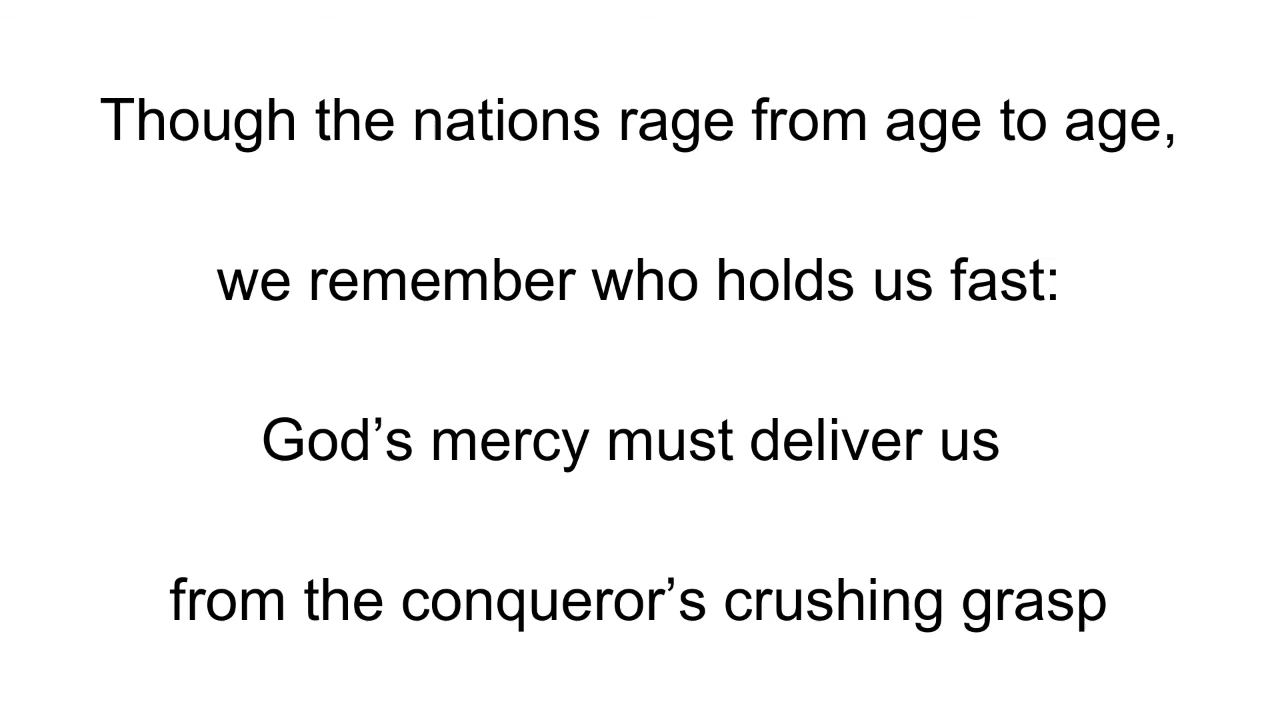 Though the nations rage from age to age,
we remember who holds us fast:
God’s mercy must deliver us
from the conqueror’s crushing grasp